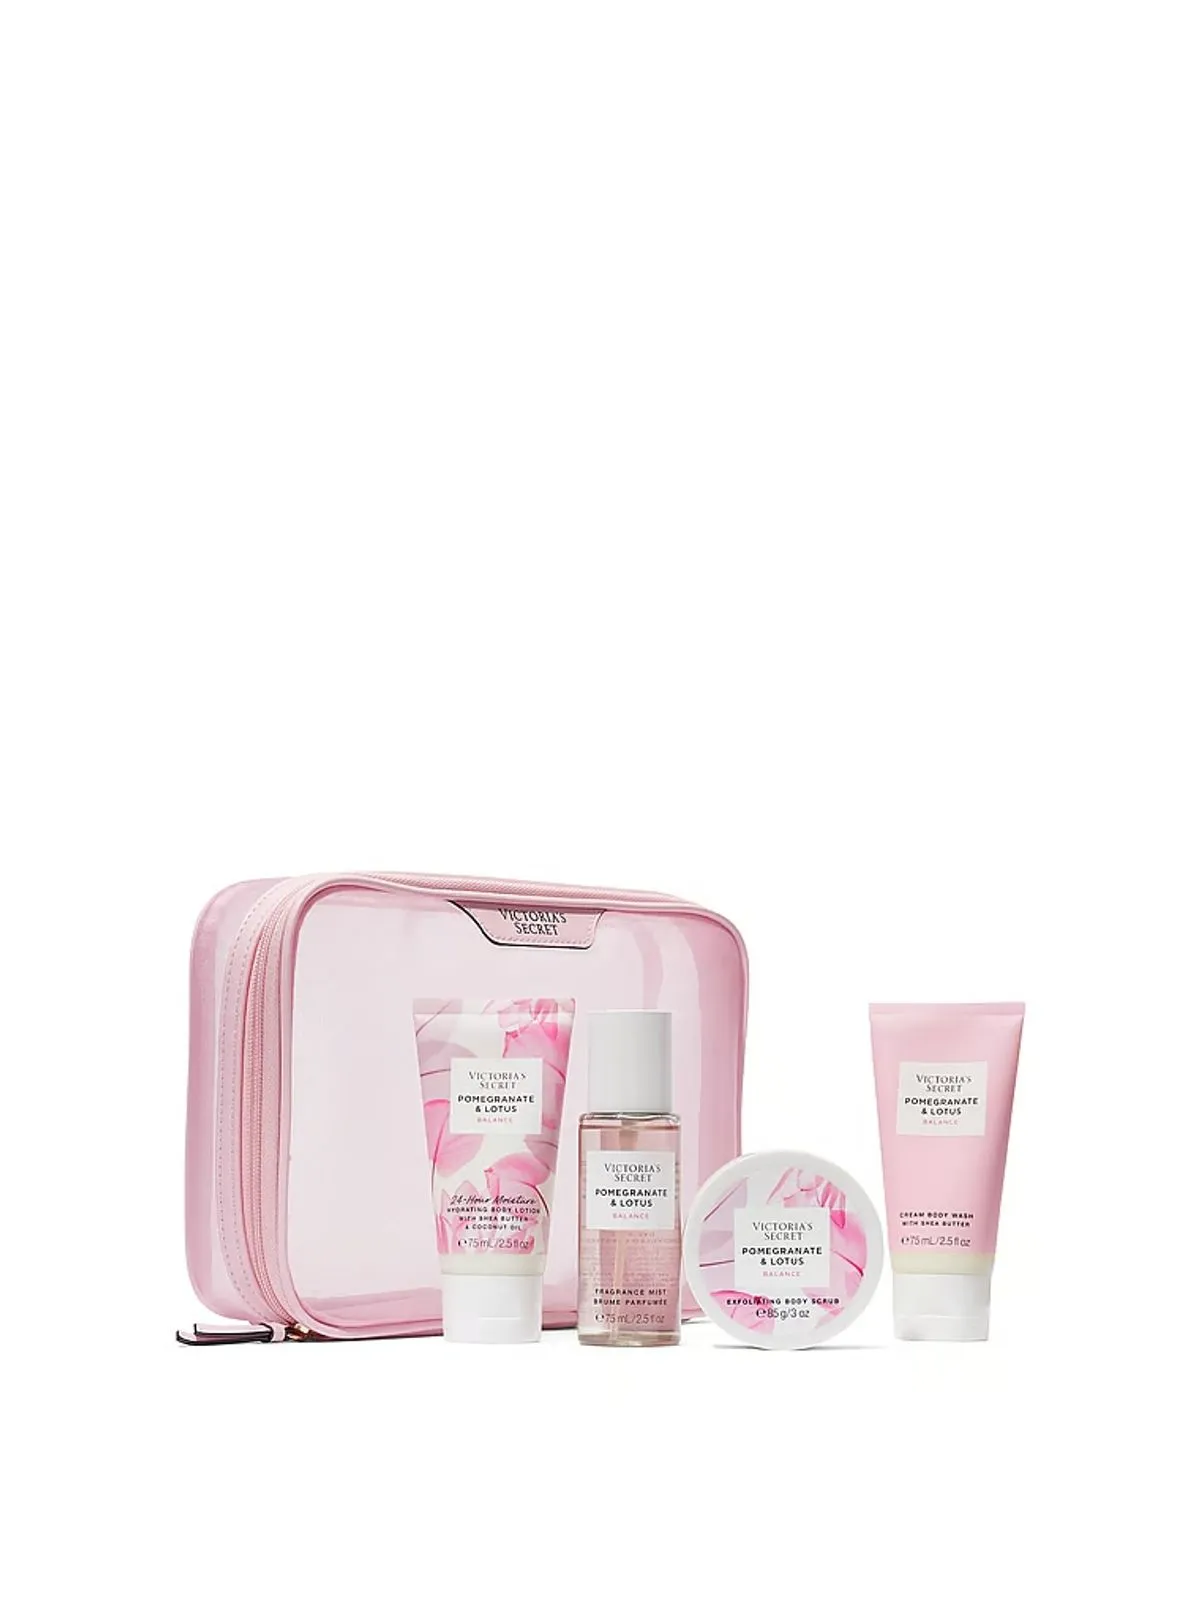 VICTORIA'S
SECRET
VICTORIA'S
SECRET
POMEGRANATE
& LOTUS
BALANCE
24-Hour Moisture
HYDRATING BODY LOTION
WITH SHEA BUTTER
& COCONUT OIL
℮ 75 mL/2.5 fl oz
VICTORIA'S
SECRET
POMEGRANATE
& LOTUS
BALANCE
FRAGRANCE MIST
BRUME PARFUMÉE
℮ 75 mL/2.5 fl oz
VICTORIA'S
SECRET
POMEGRANATE
& LOTUS
BALANCE
EXFOLIATING BODY SCRUB
℮ 85 g/3 oz
VICTORIA'S
SECRET
POMEGRANATE
& LOTUS
BALANCE
CREAM BODY WASH
WITH SHEA BUTTER
℮ 75 mL/2.5 fl oz